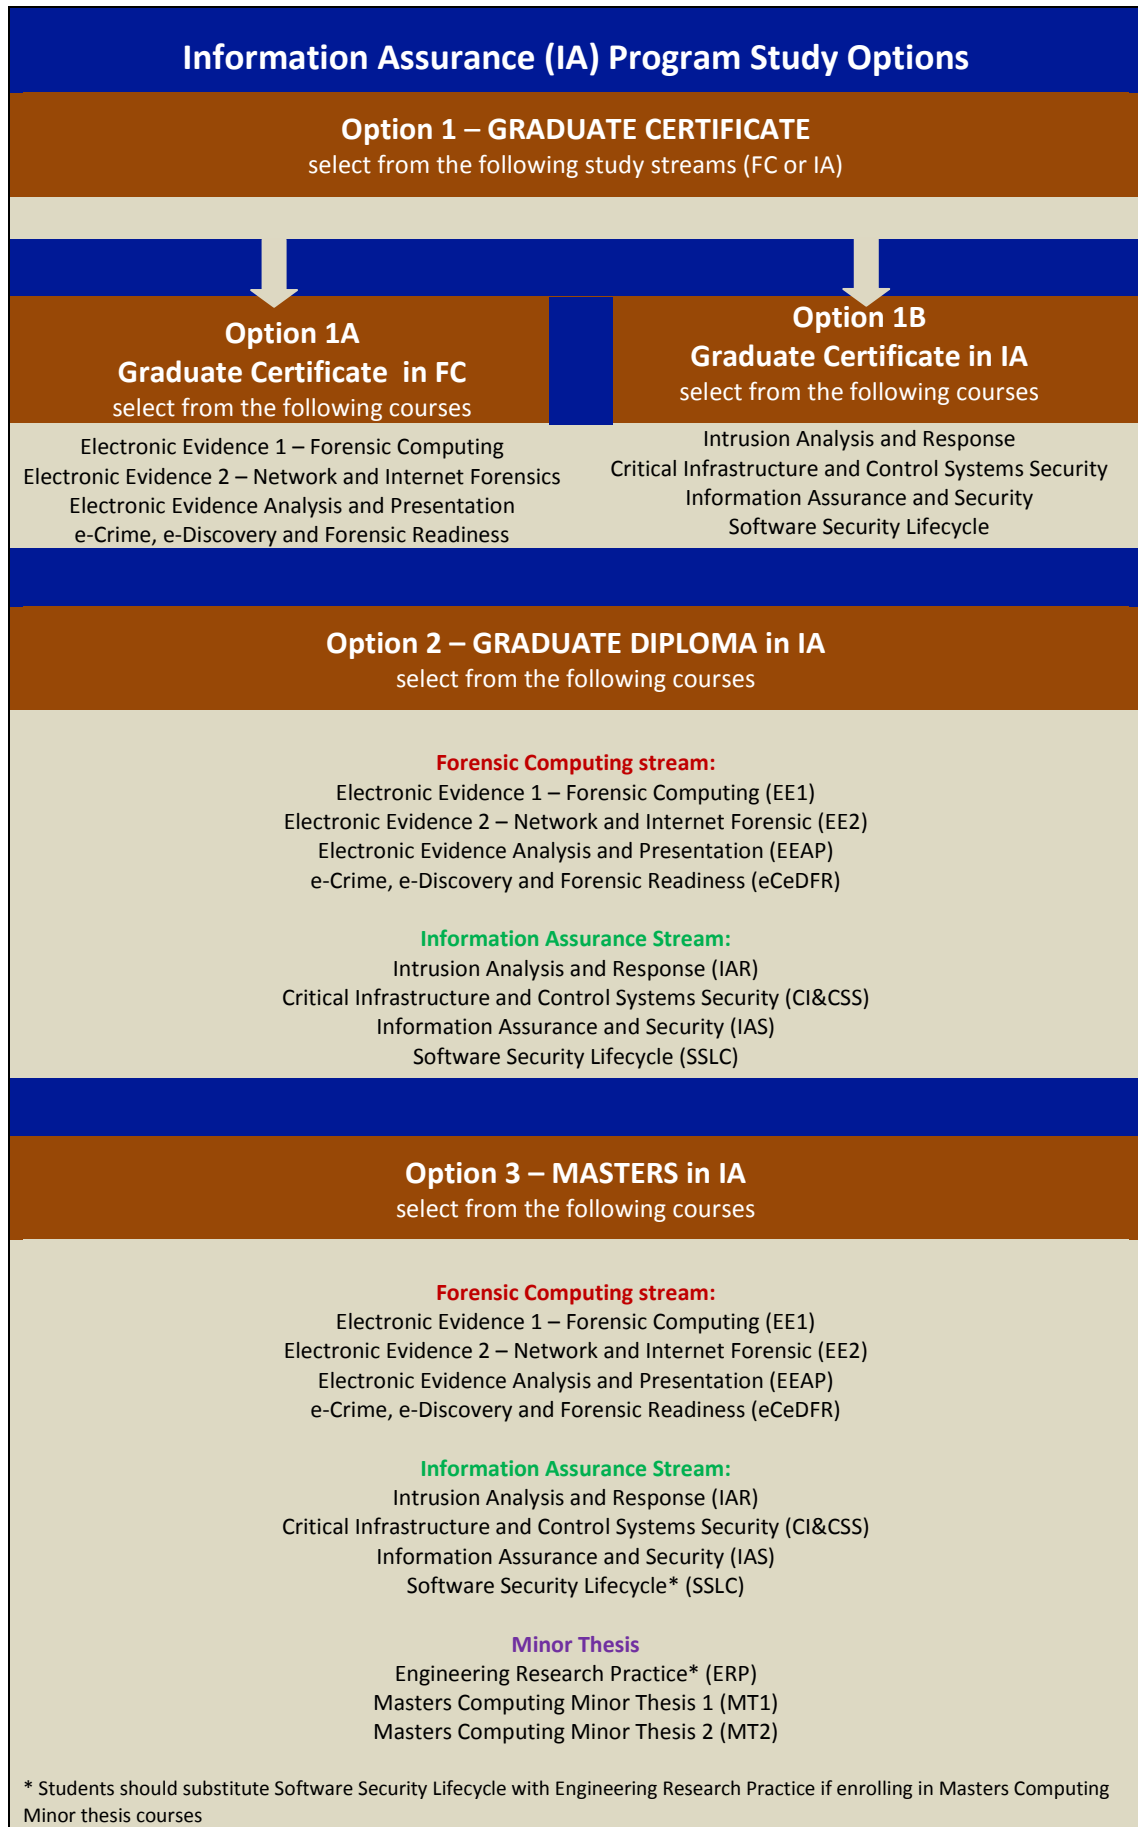 Information Assurance (IA) Program Study Options
Option 1 – GRADUATE CERTIFICATE
select from the following study streams (FC or IA)
Option 1A
Graduate Certificate in FC
select from the following courses
Electronic Evidence 1 – Forensic Computing
Electronic Evidence 2 – Network and Internet Forensics
Electronic Evidence Analysis and Presentation
e-Crime, e-Discovery and Forensic Readiness
Option 1B
Graduate Certificate in IA
select from the following courses
Intrusion Analysis and Response
Critical Infrastructure and Control Systems Security
Information Assurance and Security
Software Security Lifecycle
Option 2 – GRADUATE DIPLOMA in IA
select from the following courses
Forensic Computing stream:
Electronic Evidence 1 – Forensic Computing (EE1)
Electronic Evidence 2 – Network and Internet Forensic (EE2)
Electronic Evidence Analysis and Presentation (EEAP)
e-Crime, e-Discovery and Forensic Readiness (eCeDFR)
Information Assurance Stream:
Intrusion Analysis and Response (IAR)
Critical Infrastructure and Control Systems Security (CI&CSS)
Information Assurance and Security (IAS)
Software Security Lifecycle (SSLC)
Option 3 – MASTERS in IA
select from the following courses
Forensic Computing stream:
Electronic Evidence 1 – Forensic Computing (EE1)
Electronic Evidence 2 – Network and Internet Forensic (EE2)
Electronic Evidence Analysis and Presentation (EEAP)
e-Crime, e-Discovery and Forensic Readiness (eCeDFR)
Information Assurance Stream:
Intrusion Analysis and Response (IAR)
Critical Infrastructure and Control Systems Security (CI&CSS)
Information Assurance and Security (IAS)
Software Security Lifecycle* (SSLC)
Minor Thesis
Engineering Research Practice* (ERP)
Masters Computing Minor Thesis 1 (MT1)
Masters Computing Minor Thesis 2 (MT2)
* Students should substitute Software Security Lifecycle with Engineering Research Practice if enrolling in Masters Computing
Minor thesis courses